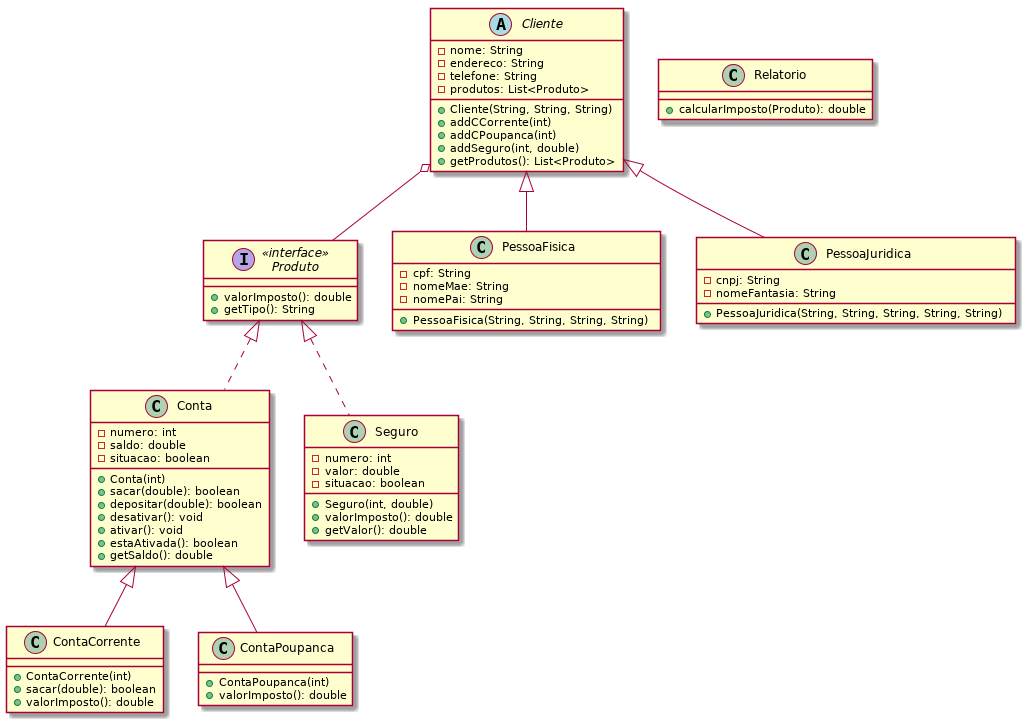 A Cliente
nome: String
endereco: String
telefone: String
produtos: List<Produto>
Cliente(String, String, String)
addCCorrente(int)
addCPoupanca(int)
addSeguro(int, double)
getProdutos(): List<Produto>
C Relatorio
calcularImposto(Produto): double
I «interface»
Produto
valorImposto(): double
getTipo(): String
C PessoaFisica
cpf: String
nomeMae: String
nomePai: String
PessoaFisica(String, String, String, String)
C PessoaJuridica
cnpj: String
nomeFantasia: String
PessoaJuridica(String, String, String, String, String)
C Conta
numero: int
saldo: double
situacao: boolean
Conta(int)
sacar(double): boolean
depositar(double): boolean
desativar(): void
ativar(): void
estaAtivada(): boolean
getSaldo(): double
C Seguro
numero: int
valor: double
situacao: boolean
Seguro(int, double)
valorImposto(): double
getValor(): double
C ContaCorrente
ContaCorrente(int)
sacar(double): boolean
valorImposto(): double
C ContaPoupanca
ContaPoupanca(int)
valorImposto(): double